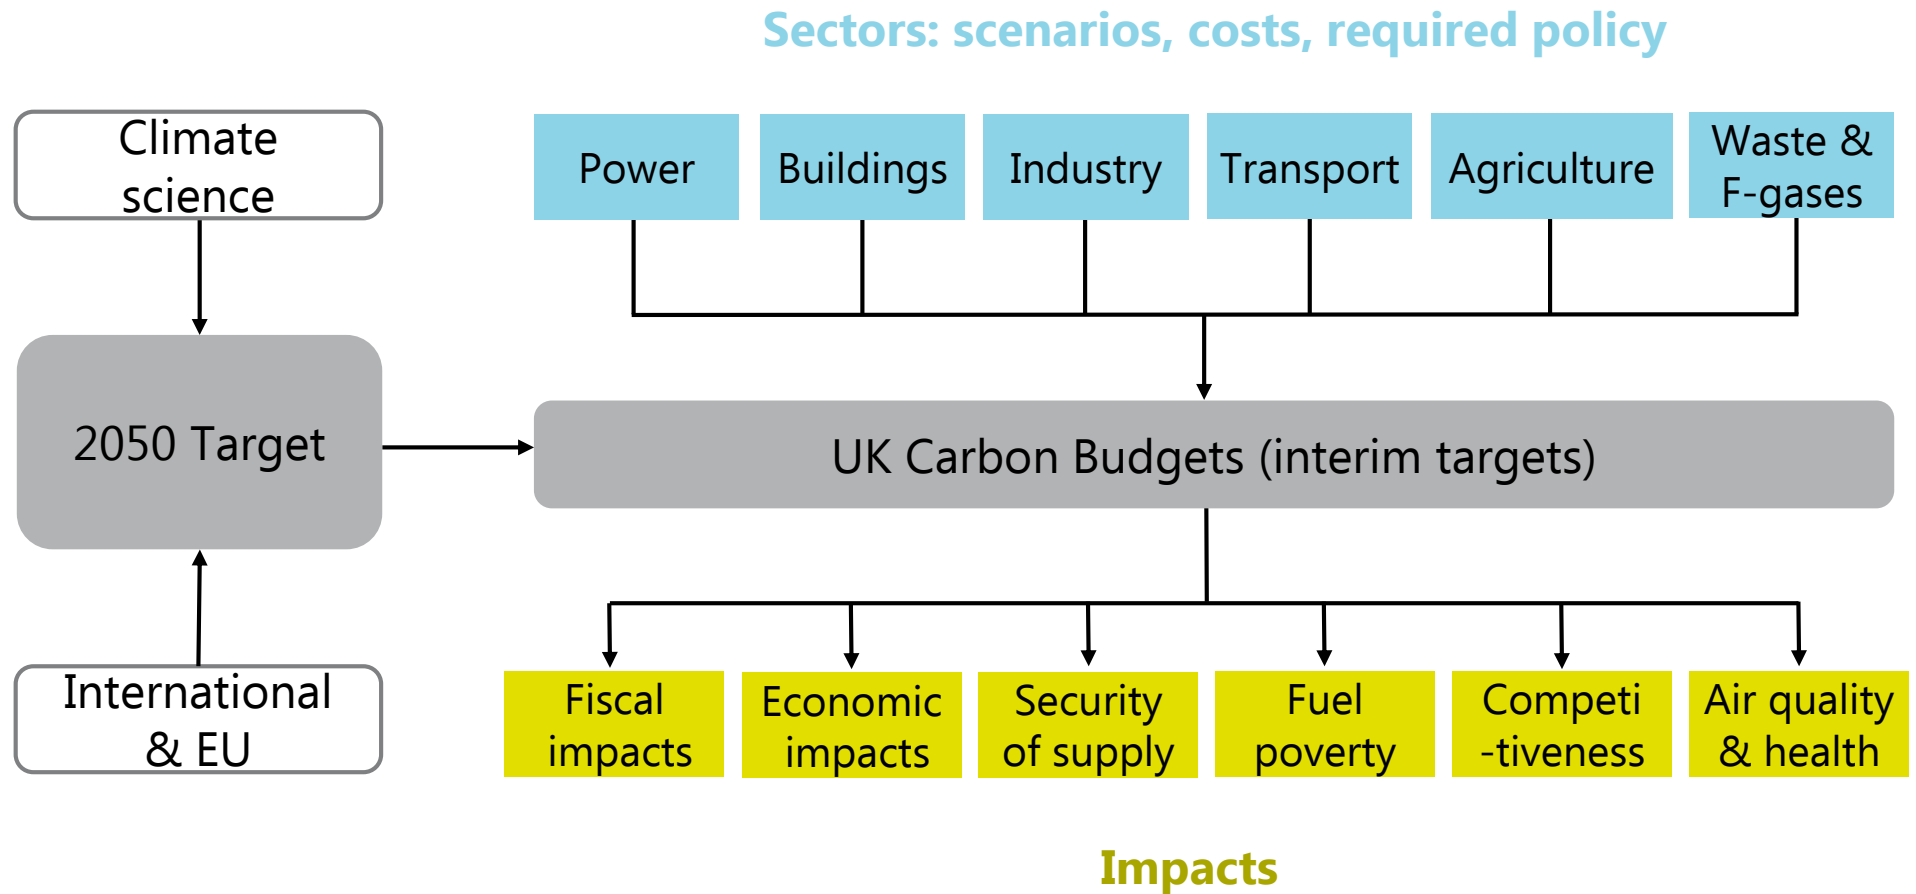 Sectors: scenarios, costs, required policy
Climate
science
Power
Buildings
Industry
Transport
Agriculture
Waste &
F-gases
2050 Target
UK Carbon Budgets (interim targets)
International
& EU
Fiscal
impacts
Economic
impacts
Security
of supply
Fuel
poverty
Competi
-tiveness
Air quality
& health
Impacts